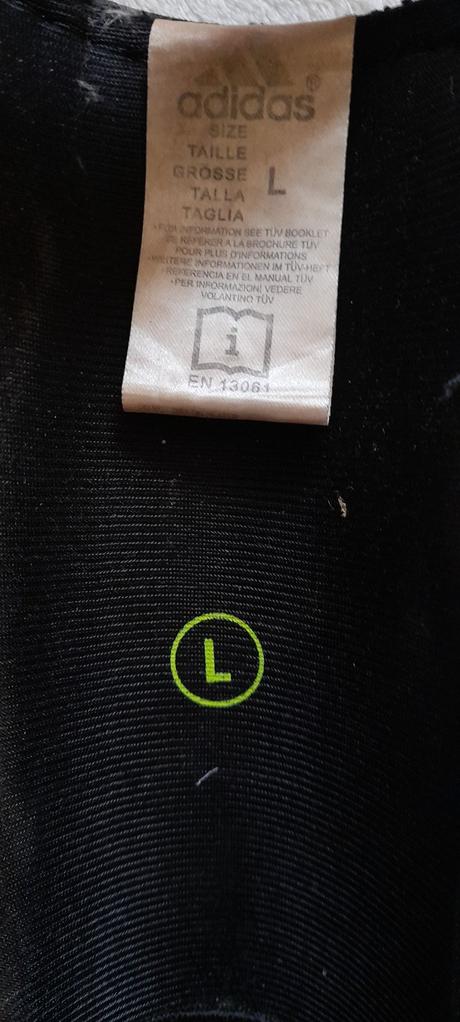 adidas®
SIZE
TAILLE
GRÖSSE L
TALLA
TAGLIA
•FOR INFORMATION SEE TÜV BOOKLET
SE RÉFÉRER A LA BROCHURE TÜV
POUR PLUS D'INFORMATIONS
•WEITERE INFORMATIONEN IM TÜV-HEFT
•REFERENCIA EN EL MANUAL TÜV
•PER INFORMAZIONI VEDERE
VOLANTINO TÜV
i
EN 13061
L